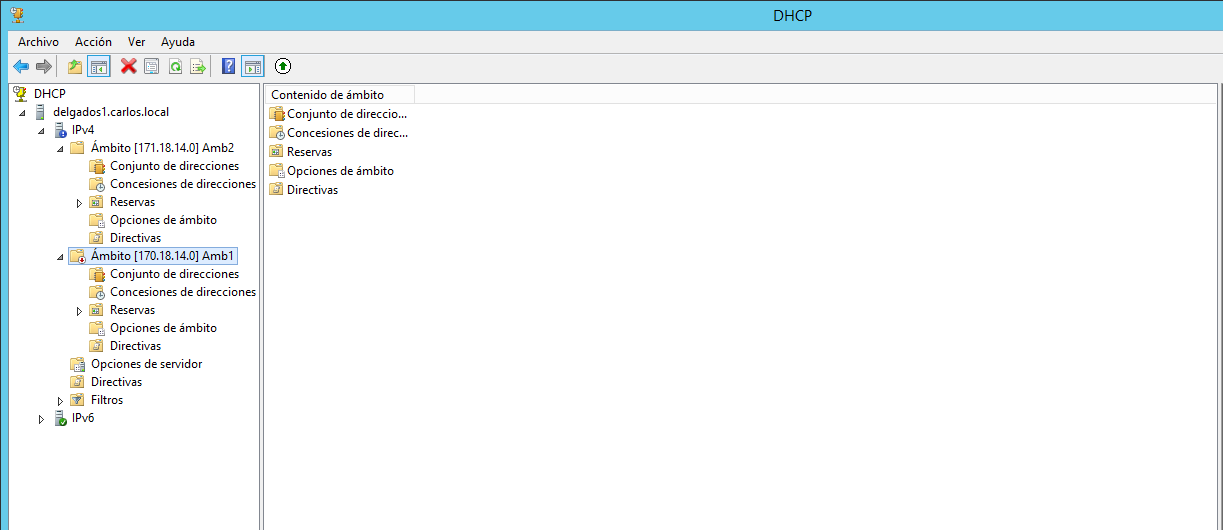 DHCP
Archivo Acción Ver Ayuda
DHCP
delgados1.carlos.local
IPv4
Ámbito [171.18.14.0] Amb2
Conjunto de direcciones
Concesiones de direcciones
Reservas
Opciones de ámbito
Directivas
Ámbito [170.18.14.0] Amb1
Conjunto de direcciones
Concesiones de direcciones
Reservas
Opciones de ámbito
Directivas
Opciones de servidor
Directivas
Filtros
IPv6
Contenido de ámbito
Conjunto de direccio...
Concesiones de direc...
Reservas
Opciones de ámbito
Directivas